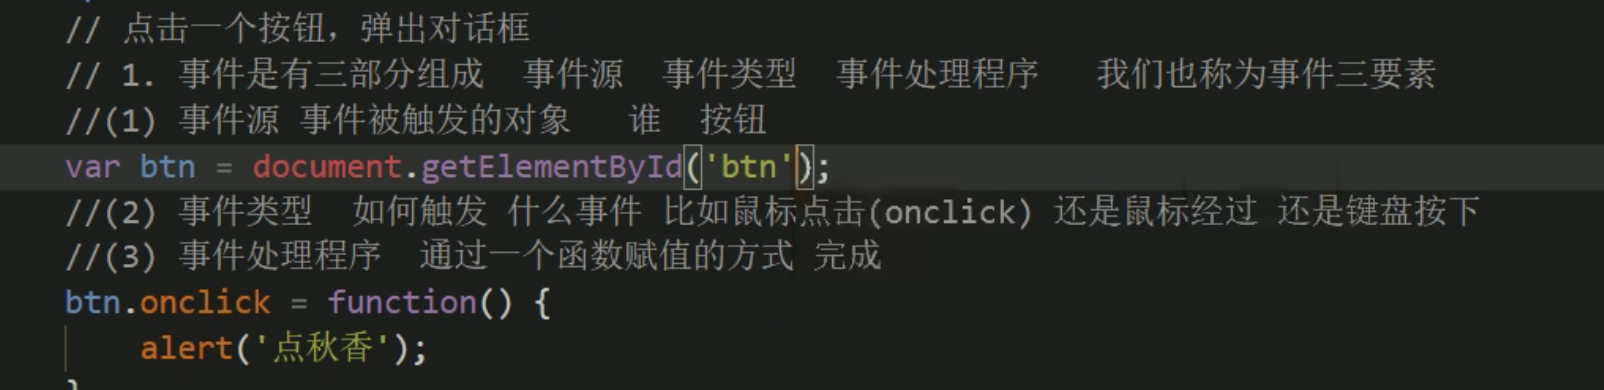 // 点击一个按钮，弹出对话框
// 1. 事件是有三部分组成 事件源 事件类型 事件处理程序 我们也称为事件三要素
//(1) 事件源 事件被触发的对象 谁 按钮
var btn = document.getElementById('btn');
//(2) 事件类型 如何触发 什么事件 比如鼠标点击(onclick) 还是鼠标经过 还是键盘按下
//(3) 事件处理程序 通过一个函数赋值的方式 完成
btn.onclick = function() {
alert('点秋香');
}